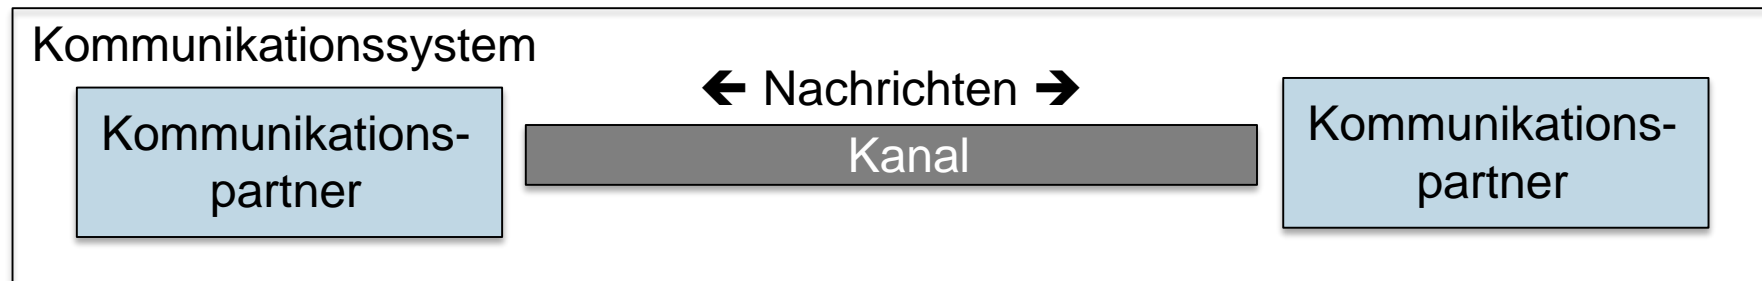 Kommunikationssystem
🡸 Nachrichten 🡺
Kommunikations-
partner
Kanal
Kommunikations-
partner